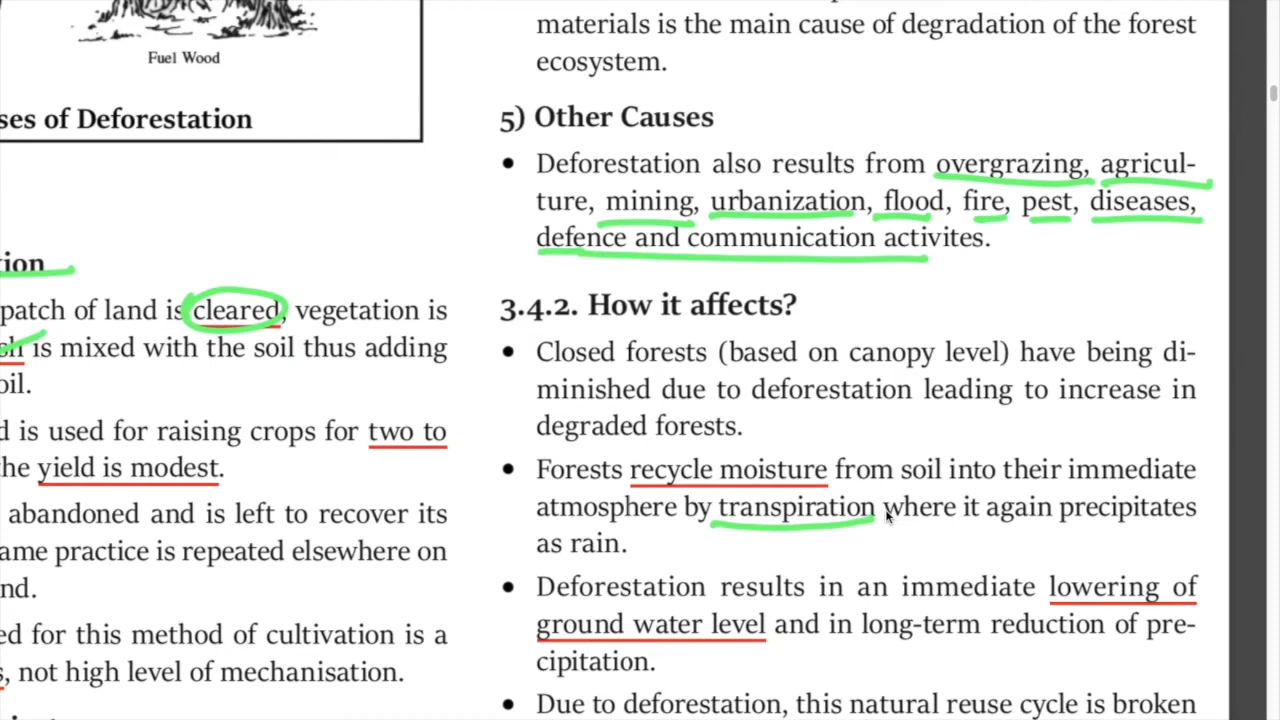 Fuel Wood
ses of Deforestation
tion
patch of land is cleared, vegetation is
sh is mixed with the soil thus adding
oil.
d is used for raising crops for two to
the yield is modest.
abandoned and is left to recover its
ame practice is repeated elsewhere on
nd.
ed for this method of cultivation is a
s, not high level of mechanisation.
materials is the main cause of degradation of the forest
ecosystem.
5) Other Causes
• Deforestation also results from overgrazing, agricul-
ture, mining, urbanization, flood, fire, pest, diseases,
defence and communication activites.
3.4.2. How it affects?
• Closed forests (based on canopy level) have being di-
minished due to deforestation leading to increase in
degraded forests.
• Forests recycle moisture from soil into their immediate
atmosphere by transpiration where it again precipitates
as rain.
• Deforestation results in an immediate lowering of
ground water level and in long-term reduction of pre-
cipitation.
• Due to deforestation, this natural reuse cycle is broken